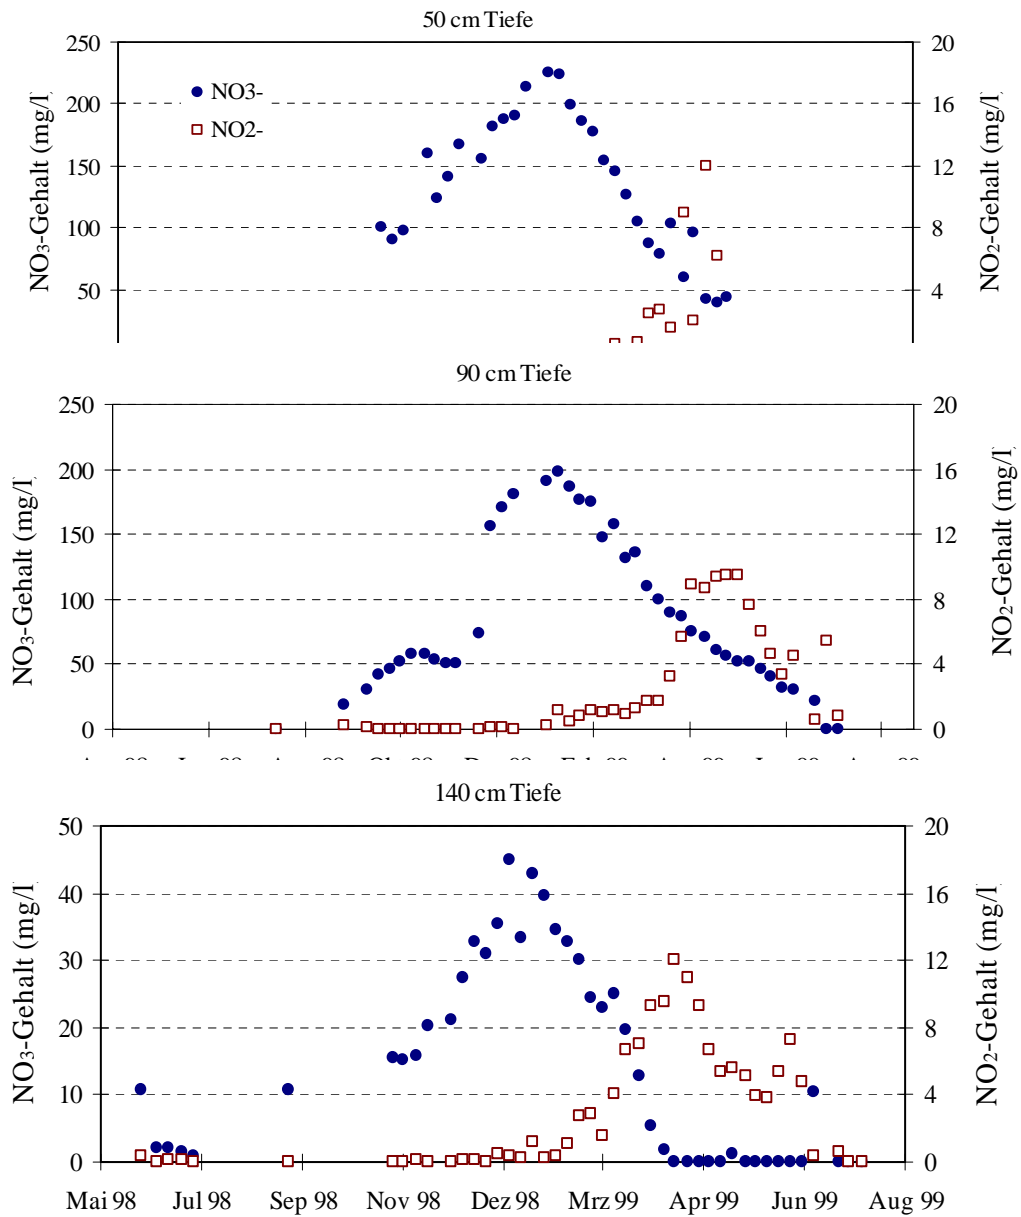 50 cm Tiefe
250
200
150
100
50
NO₃-Gehalt (mg/l)
NO3-
NO2-
20
16
12
8
4
NO₂-Gehalt (mg/l)
90 cm Tiefe
250
200
150
100
50
0
NO₃-Gehalt (mg/l)
20
16
12
8
4
0
NO₂-Gehalt (mg/l)
140 cm Tiefe
50
40
30
20
10
0
NO₃-Gehalt (mg/l)
20
16
12
8
4
0
NO₂-Gehalt (mg/l)
Mai 98 Jul 98 Sep 98 Nov 98 Dez 98 Mrz 99 Apr 99 Jun 99 Aug 99